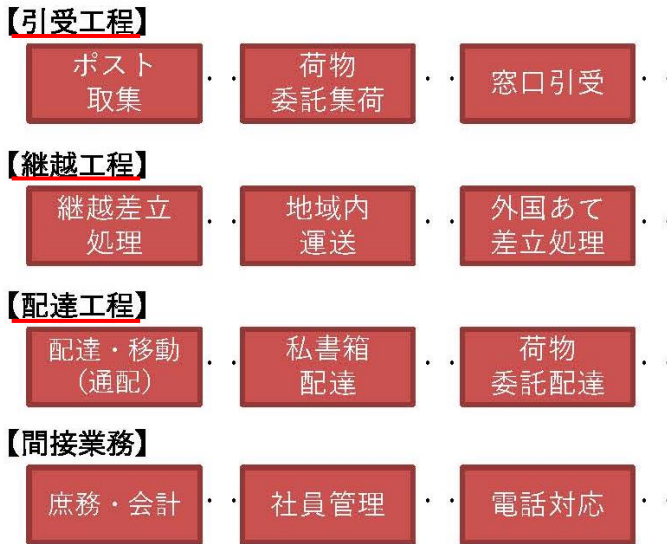 【引受工程】
ポスト
取集
・・
荷物
委託集荷
・・
窓口引受
・・
【継越工程】
継越差立
処理
・・
地域内
運送
・・
外国あて
差立処理
・・
【配達工程】
配達・移動
(通配)
・・
私書箱
配達
・・
荷物
委託配達
・・
【間接業務】
庶務・会計
・・
社員管理
・・
電話対応
・・